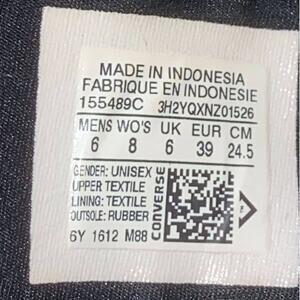 MADE IN INDONESIA
FABRIQUE EN INDONESIE
155489C 3H2YQXNZ01526
MENS WO'S UK EUR CM
6 8 6 39 24.5
GENDER: UNISEX
UPPER TEXTILE
LINING: TEXTILE
OUTSOLE: RUBBER
6Y 1612 M88
CONVERSE